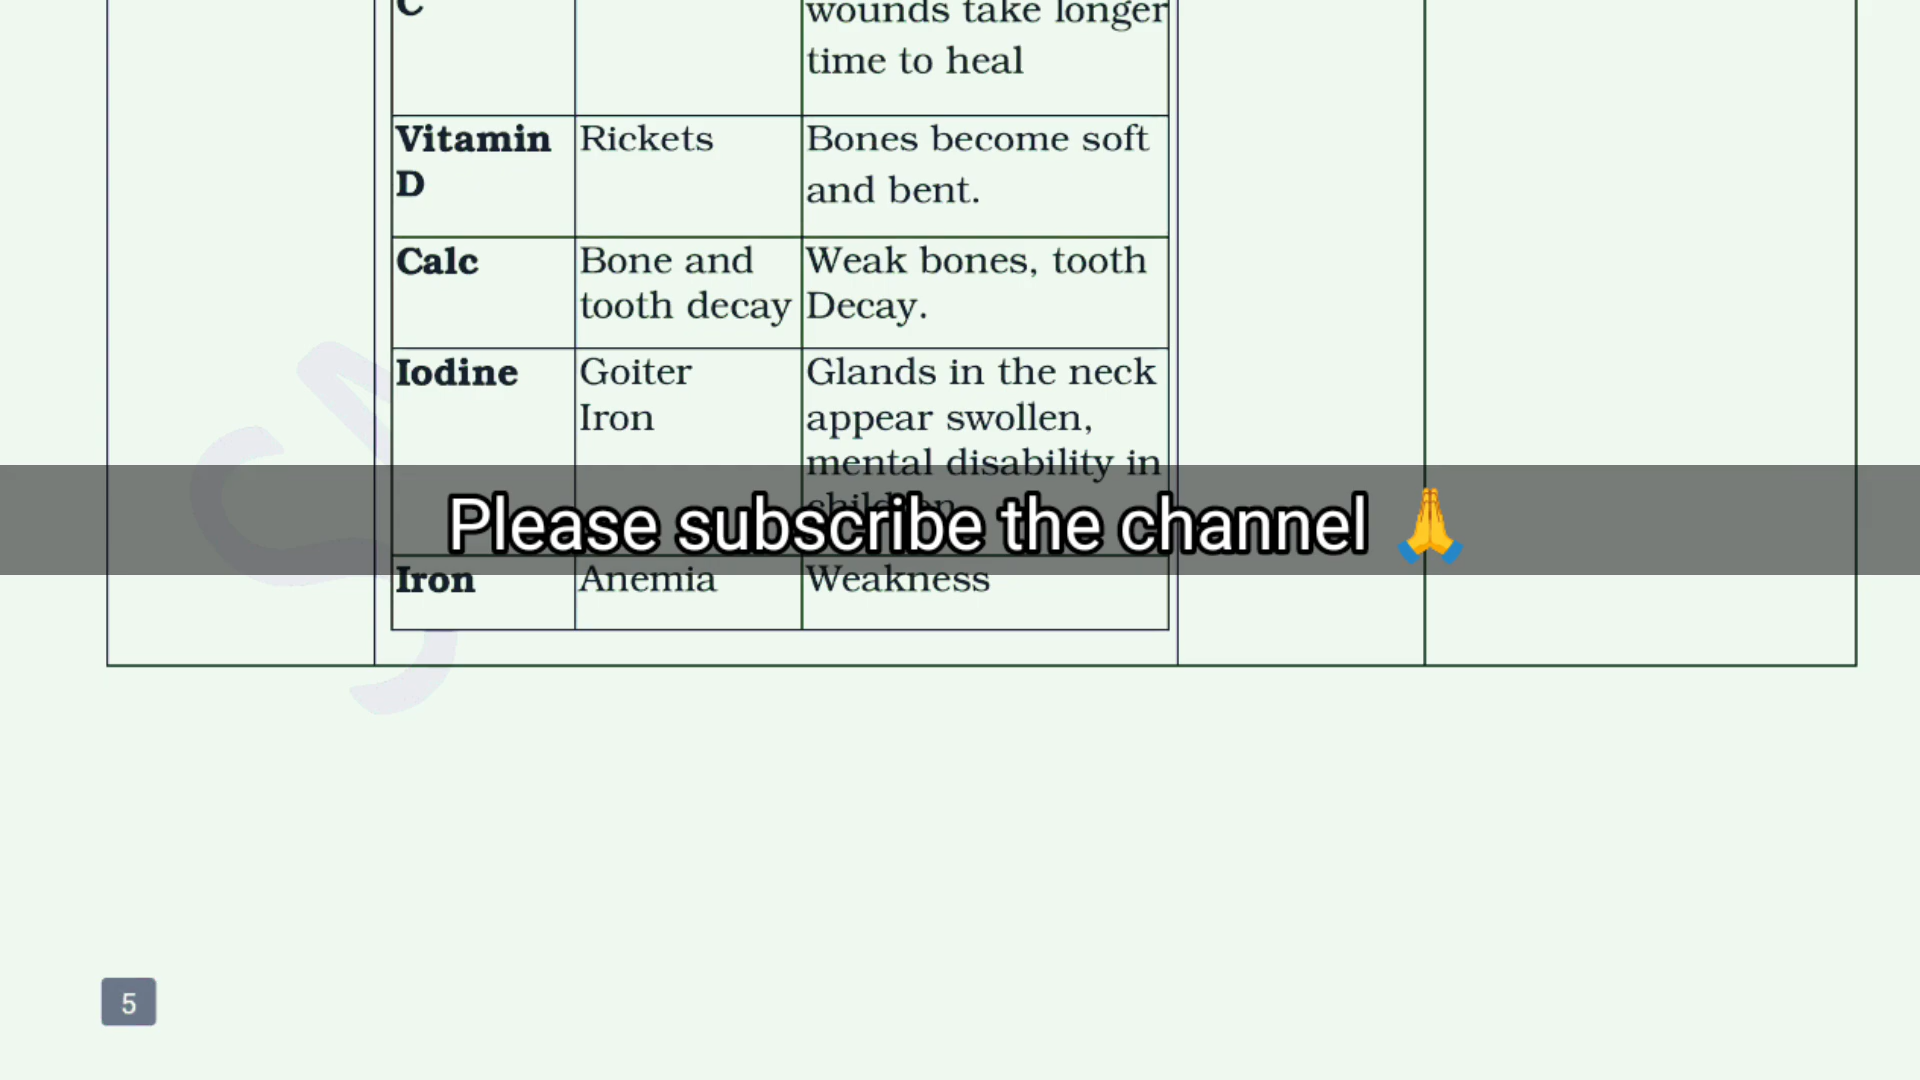 C
wounds take longer
time to heal
Vitamin
D
Rickets
Bones become soft
and bent.
Calc
Bone and
tooth decay
Weak bones, tooth
Decay.
Iodine
Goiter
Iron
Glands in the neck
appear swollen,
mental disability in
Please subscribe the channel 🙏
Iron
Anemia
Weakness
5